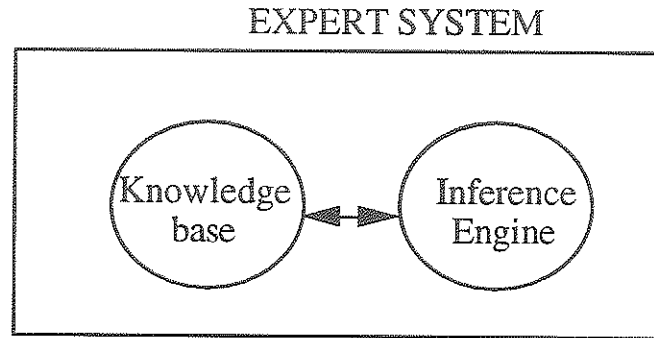 EXPERT SYSTEM
Knowledge
base
Inference
Engine